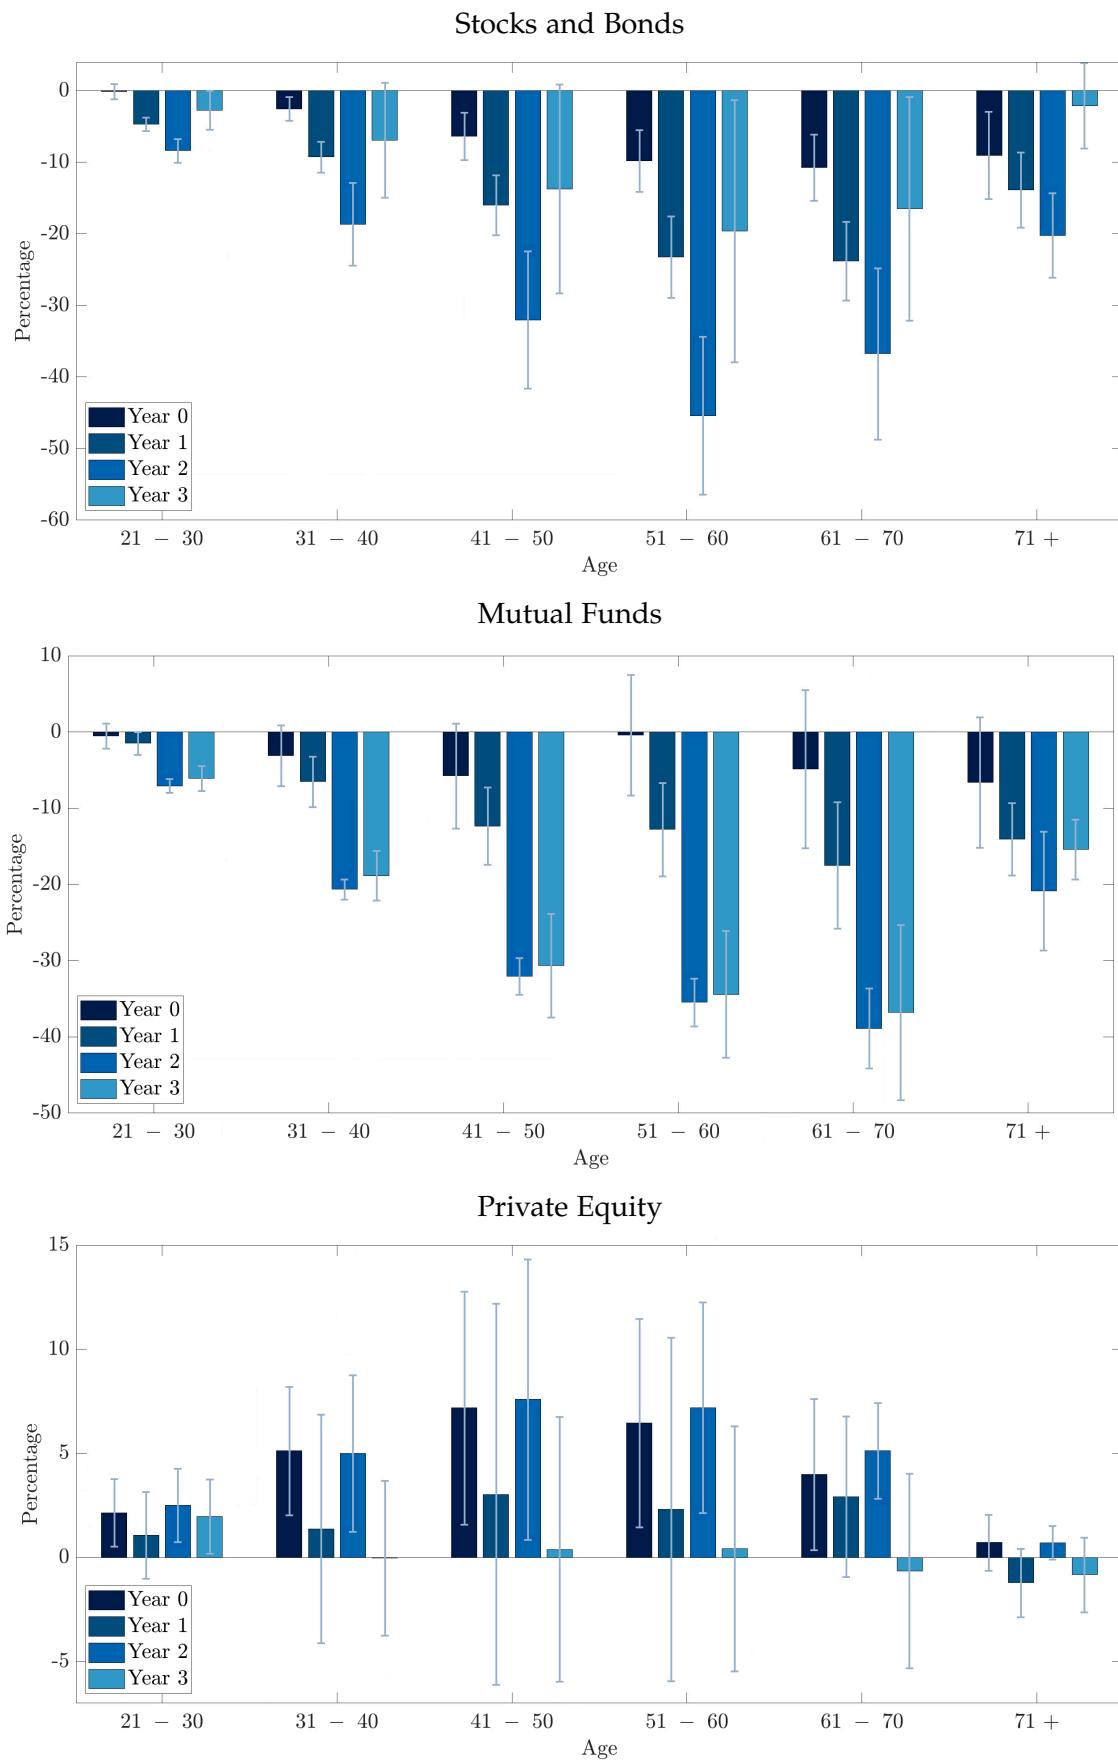 Stocks and Bonds
Percentage
0
-10
-20
-30
-40
-50
-60
Year 0
Year 1
Year 2
Year 3
21 − 30 31 − 40 41 − 50 51 − 60 61 − 70 71 +
Age
Mutual Funds
Percentage
10
0
-10
-20
-30
-40
-50
Year 0
Year 1
Year 2
Year 3
21 − 30 31 − 40 41 − 50 51 − 60 61 − 70 71 +
Age
Private Equity
Percentage
15
10
5
0
-5
Year 0
Year 1
Year 2
Year 3
21 − 30 31 − 40 41 − 50 51 − 60 61 − 70 71 +
Age